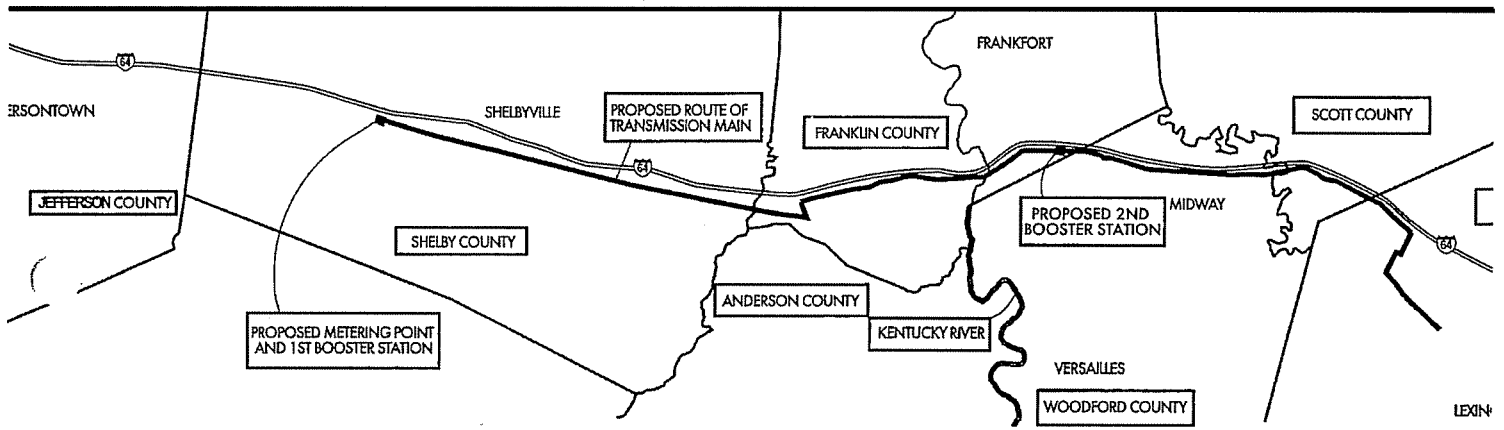 64
FRANKFORT
ERSONTOWN
SHELBYVILLE
PROPOSED ROUTE OF
TRANSMISSION MAIN
FRANKLIN COUNTY
SCOTT COUNTY
64
JEFFERSON COUNTY
SHELBY COUNTY
PROPOSED 2ND
BOOSTER STATION
MIDWAY
64
ANDERSON COUNTY
KENTUCKY RIVER
PROPOSED METERING POINT
AND 1ST BOOSTER STATION
VERSAILLES
WOODFORD COUNTY
LEXIN